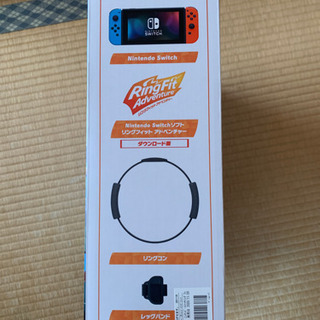 Nintendo Switch
RingFit
Adventure
Nintendo Switchソフト
リングフィット アドベンチャー
ダウンロード版
リングコン
レッグバンド